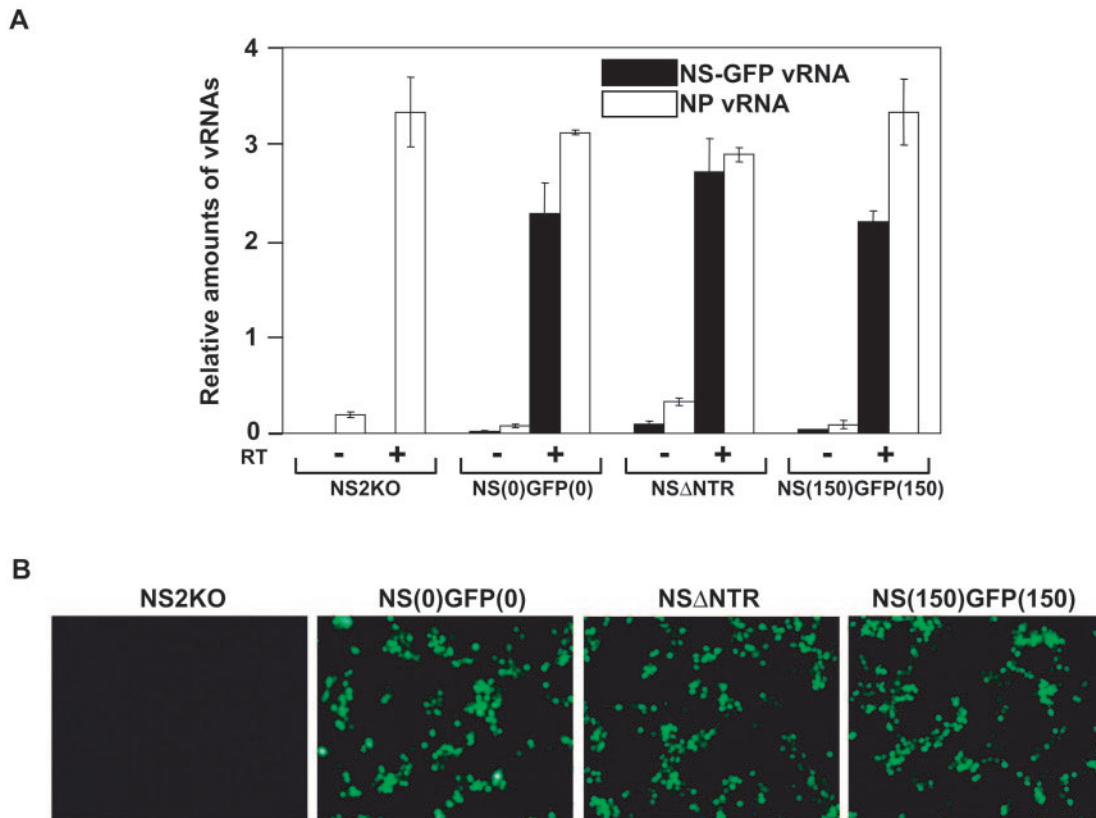 A
Relative amounts of vRNAs
4
3
2
1
0
NS-GFP vRNA
NP vRNA
RT - + - + - + - +
NS2KO NS(0)GFP(0) NSΔNTR NS(150)GFP(150)
B
NS2KO NS(0)GFP(0) NSΔNTR NS(150)GFP(150)